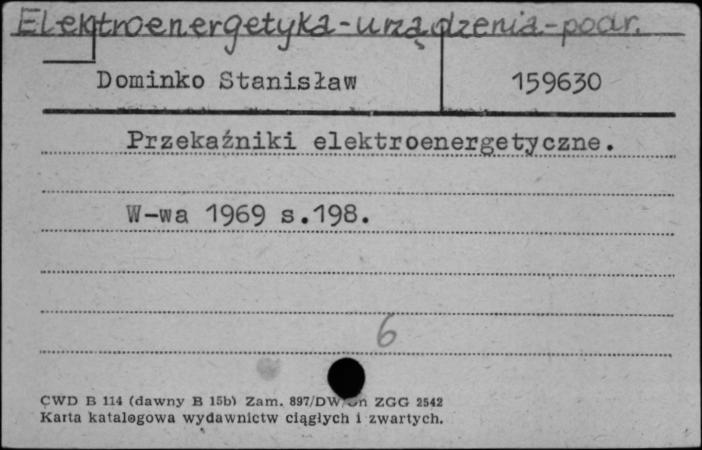 Elektroenergetyka-urządzenia-podr.
Dominko Stanisław 159630
Przekaźniki elektroenergetyczne.
W-wa 1969 s.198.
6
CWD B 114 (dawny B 15b) Zam. 897/DW/ ZGG 2542
Karta katalogowa wydawnictw ciągłych i zwartych.